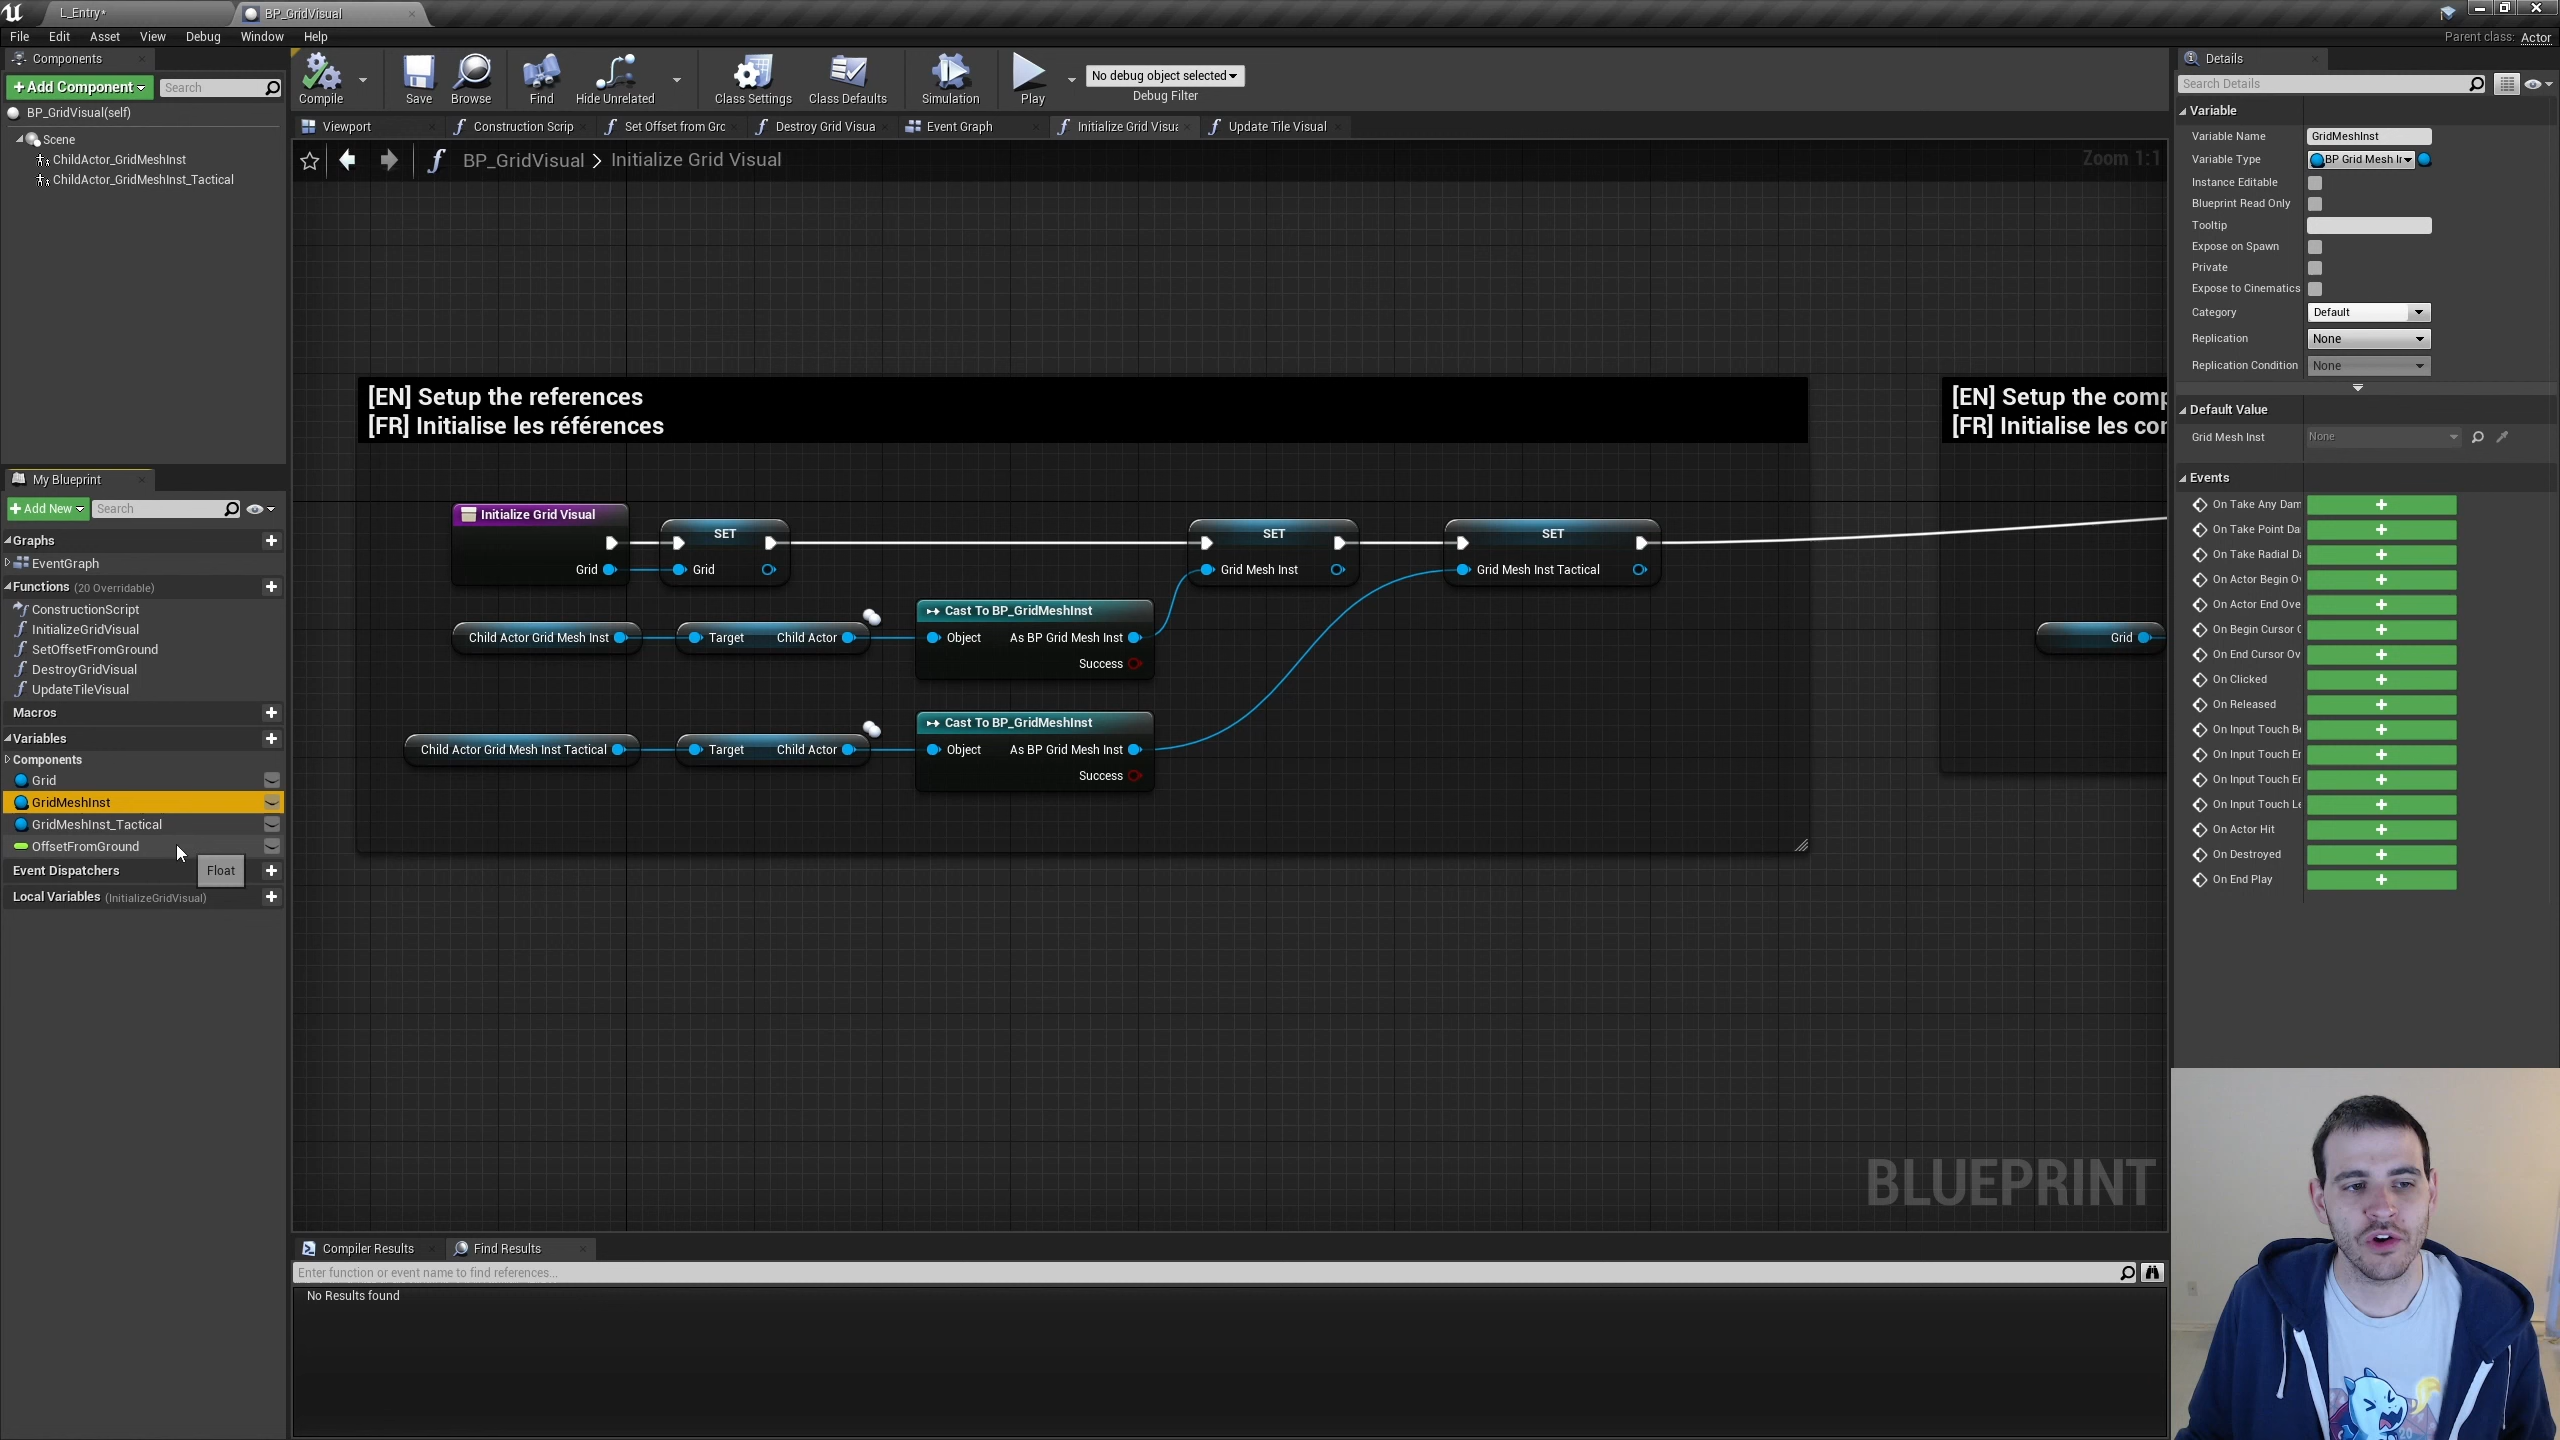 L_Entry*
BP_GridVisual
File Edit Asset View Debug Window Help
Parent class: Actor
Components
+Add Component
Search
BP_GridVisual(self)
Scene
ChildActor_GridMeshInst
ChildActor_GridMeshInst_Tactical
Compile
Save
Browse
Find
Hide Unrelated
Class Settings
Class Defaults
Simulation
Play
No debug object selected
Debug Filter
Viewport
Construction Scrip
Set Offset from Grc
Destroy Grid Visua
Event Graph
Initialize Grid Visua
Update Tile Visual
BP_GridVisual > Initialize Grid Visual
Zoom 1:1
[EN] Setup the references
[FR] Initialise les références
[EN] Setup the comp
[FR] Initialise les con
Initialize Grid Visual
Grid
SET
Grid
SET
Grid Mesh Inst
SET
Grid Mesh Inst Tactical
Child Actor Grid Mesh Inst
Target Child Actor
Cast To BP_GridMeshInst
Object As BP Grid Mesh Inst
Success
Child Actor Grid Mesh Inst Tactical
Target Child Actor
Cast To BP_GridMeshInst
Object As BP Grid Mesh Inst
Success
Grid
BLUEPRINT
My Blueprint
+Add New
Search
Graphs
EventGraph
Functions (20 Overridable)
ConstructionScript
InitializeGridVisual
SetOffsetFromGround
DestroyGridVisual
UpdateTileVisual
Macros
Variables
Components
Grid
GridMeshInst
GridMeshInst_Tactical
OffsetFromGround
Event Dispatchers
Float
Local Variables (InitializeGridVisual)
Compiler Results
Find Results
Enter function or event name to find references...
No Results found
Details
Search Details
Variable
Variable Name GridMeshInst
Variable Type BP Grid Mesh Ir
Instance Editable
Blueprint Read Only
Tooltip
Expose on Spawn
Private
Expose to Cinematics
Category Default
Replication None
Replication Condition None
Default Value
Grid Mesh Inst None
Events
On Take Any Dam
On Take Point Da
On Take Radial Da
On Actor Begin Ov
On Actor End Ove
On Begin Cursor O
On End Cursor Ov
On Clicked
On Released
On Input Touch Be
On Input Touch En
On Input Touch En
On Input Touch Le
On Actor Hit
On Destroyed
On End Play